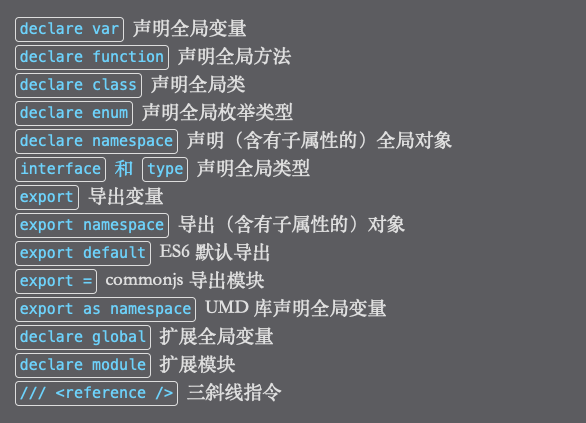 declare var 声明全局变量
declare function 声明全局方法
declare class 声明全局类
declare enum 声明全局枚举类型
declare namespace 声明（含有子属性的）全局对象
interface 和 type 声明全局类型
export 导出变量
export namespace 导出（含有子属性的）对象
export default ES6 默认导出
export = commonjs 导出模块
export as namespace UMD 库声明全局变量
declare global 扩展全局变量
declare module 扩展模块
/// <reference /> 三斜线指令